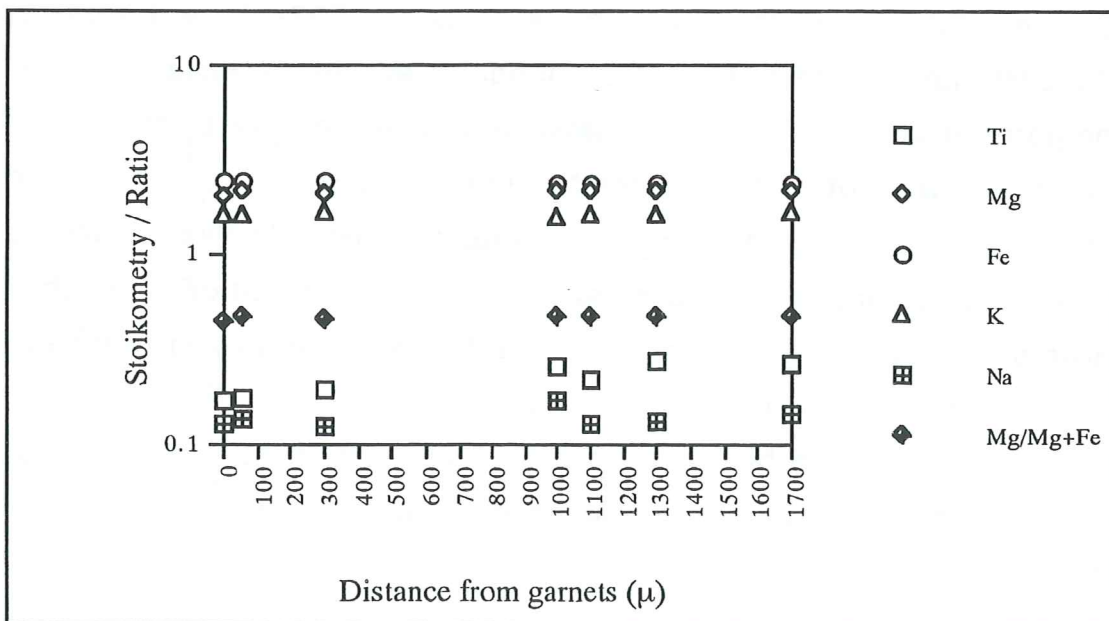 10
1
0.1
Stoikometry / Ratio
0
100
200
300
400
500
600
700
800
900
1000
1100
1200
1300
1400
1500
1600
1700
Distance from garnets (μ)
Ti
Mg
Fe
K
Na
Mg/Mg+Fe